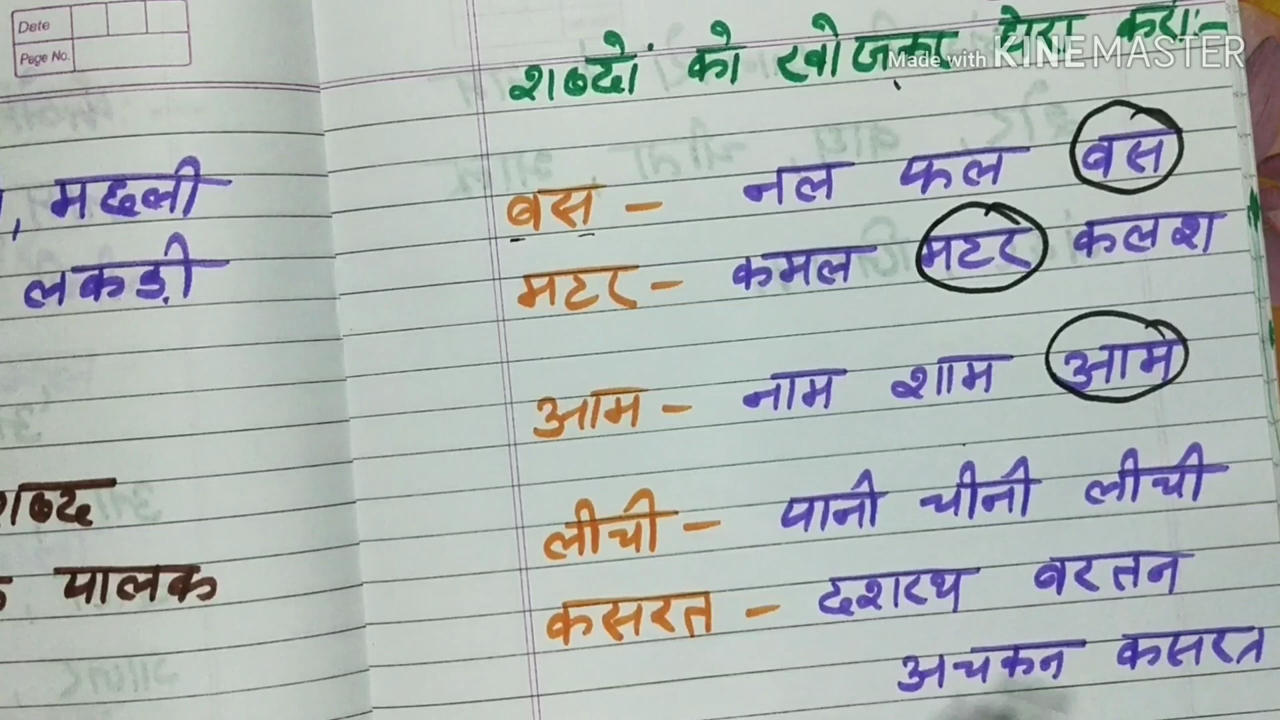 Date
Page No.
शब्दों को खोजकर घेरा करो:-
Made with KINEMASTER
, मछली
लकड़ी
शब्द
पालक
बस - नल फल बस
मटर - कमल मटर कलश
आम - नाम शाम आम
लीची - पानी चीनी लीची
कसरत - दशरथ बरतन
अचकन कसरत